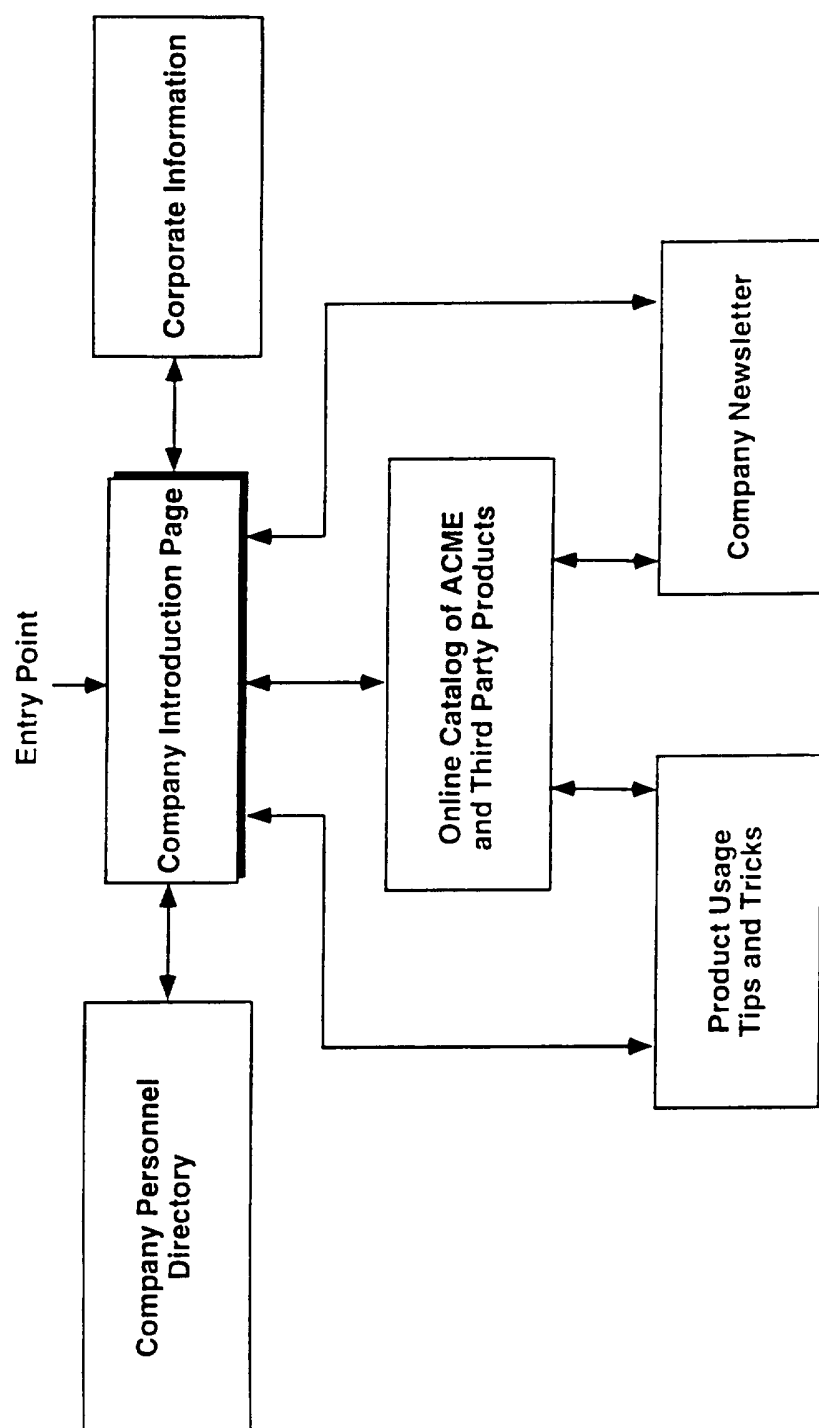 Entry Point
Company Personnel
Directory
Company Introduction Page
Corporate Information
Online Catalog of ACME
and Third Party Products
Product Usage
Tips and Tricks
Company Newsletter